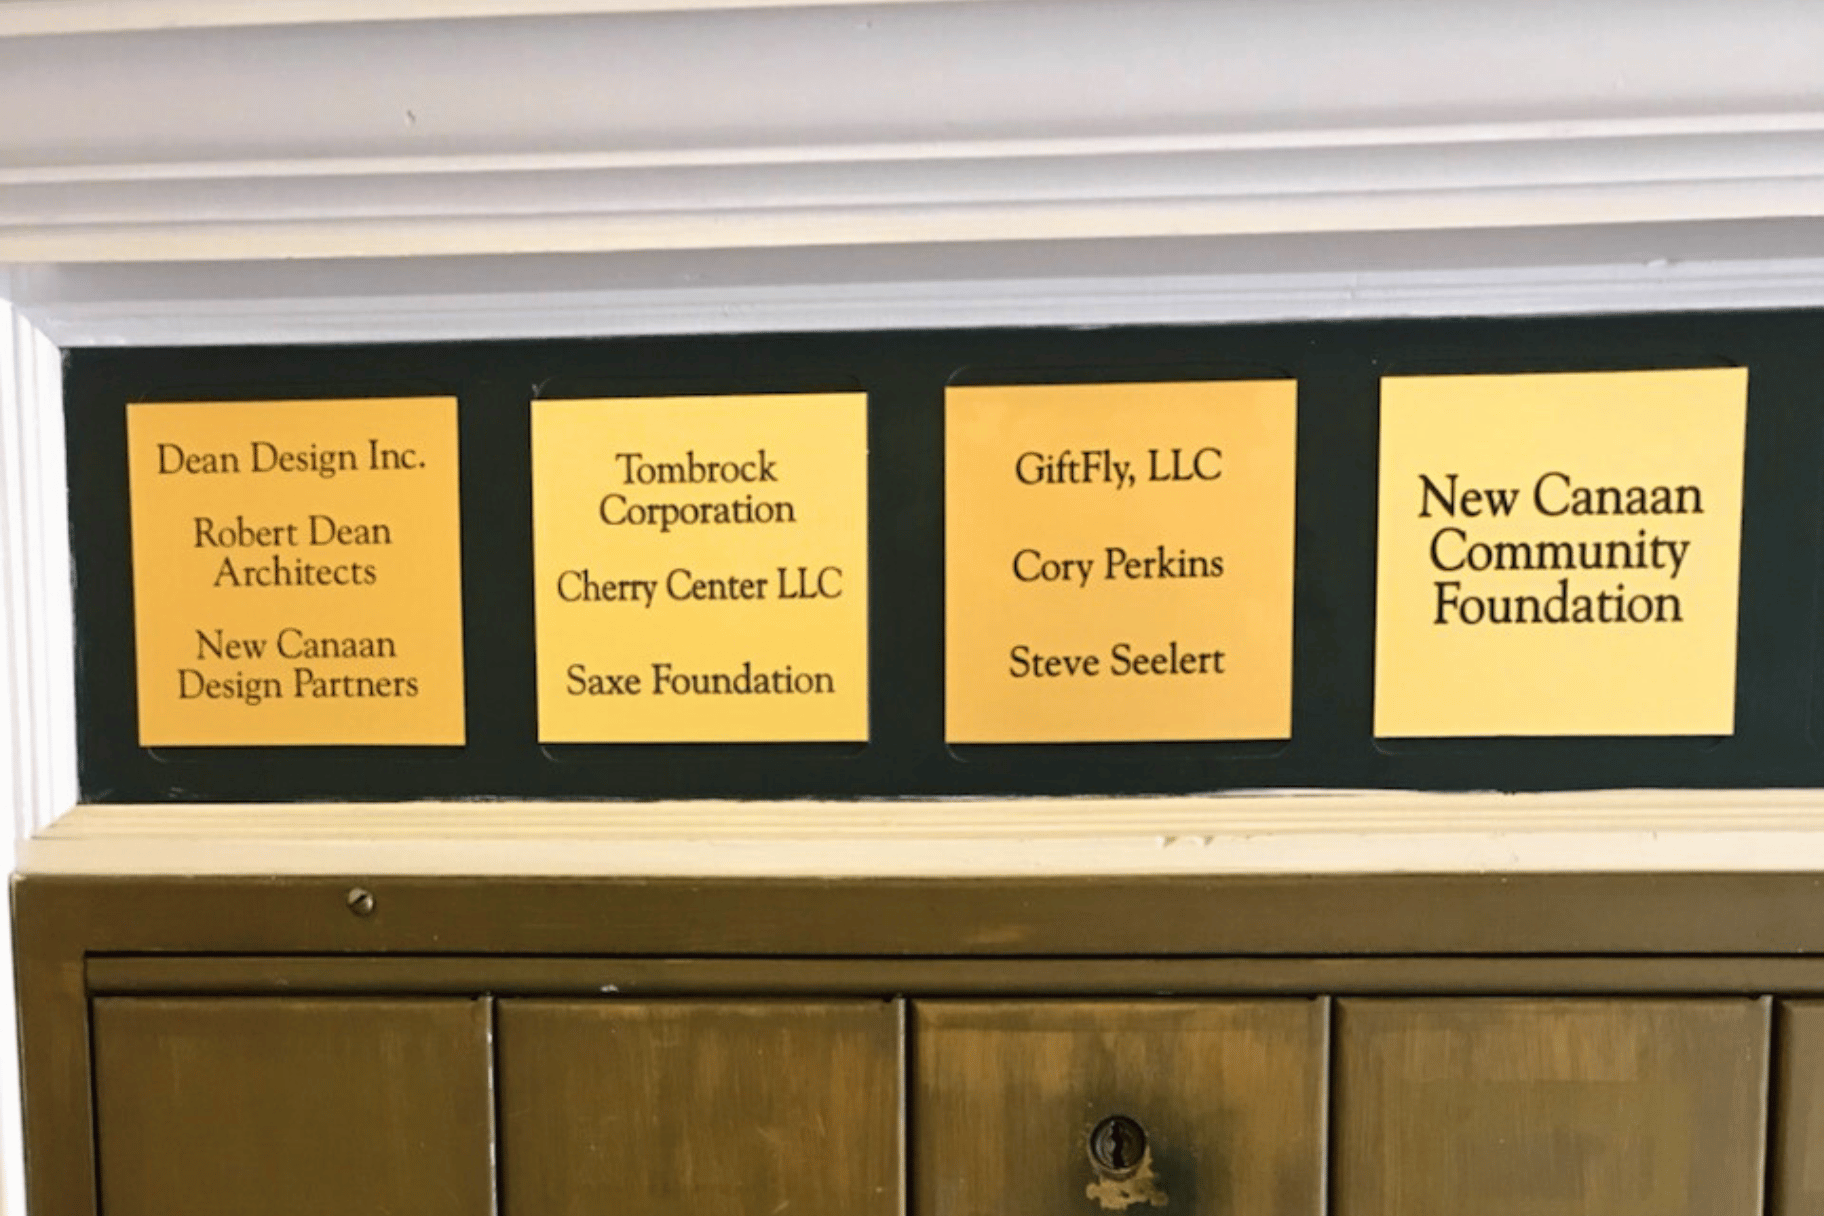 Dean Design Inc.
Robert Dean
Architects
New Canaan
Design Partners
Tombrock
Corporation
Cherry Center LLC
Saxe Foundation
GiftFly, LLC
Cory Perkins
Steve Seelert
New Canaan
Community
Foundation